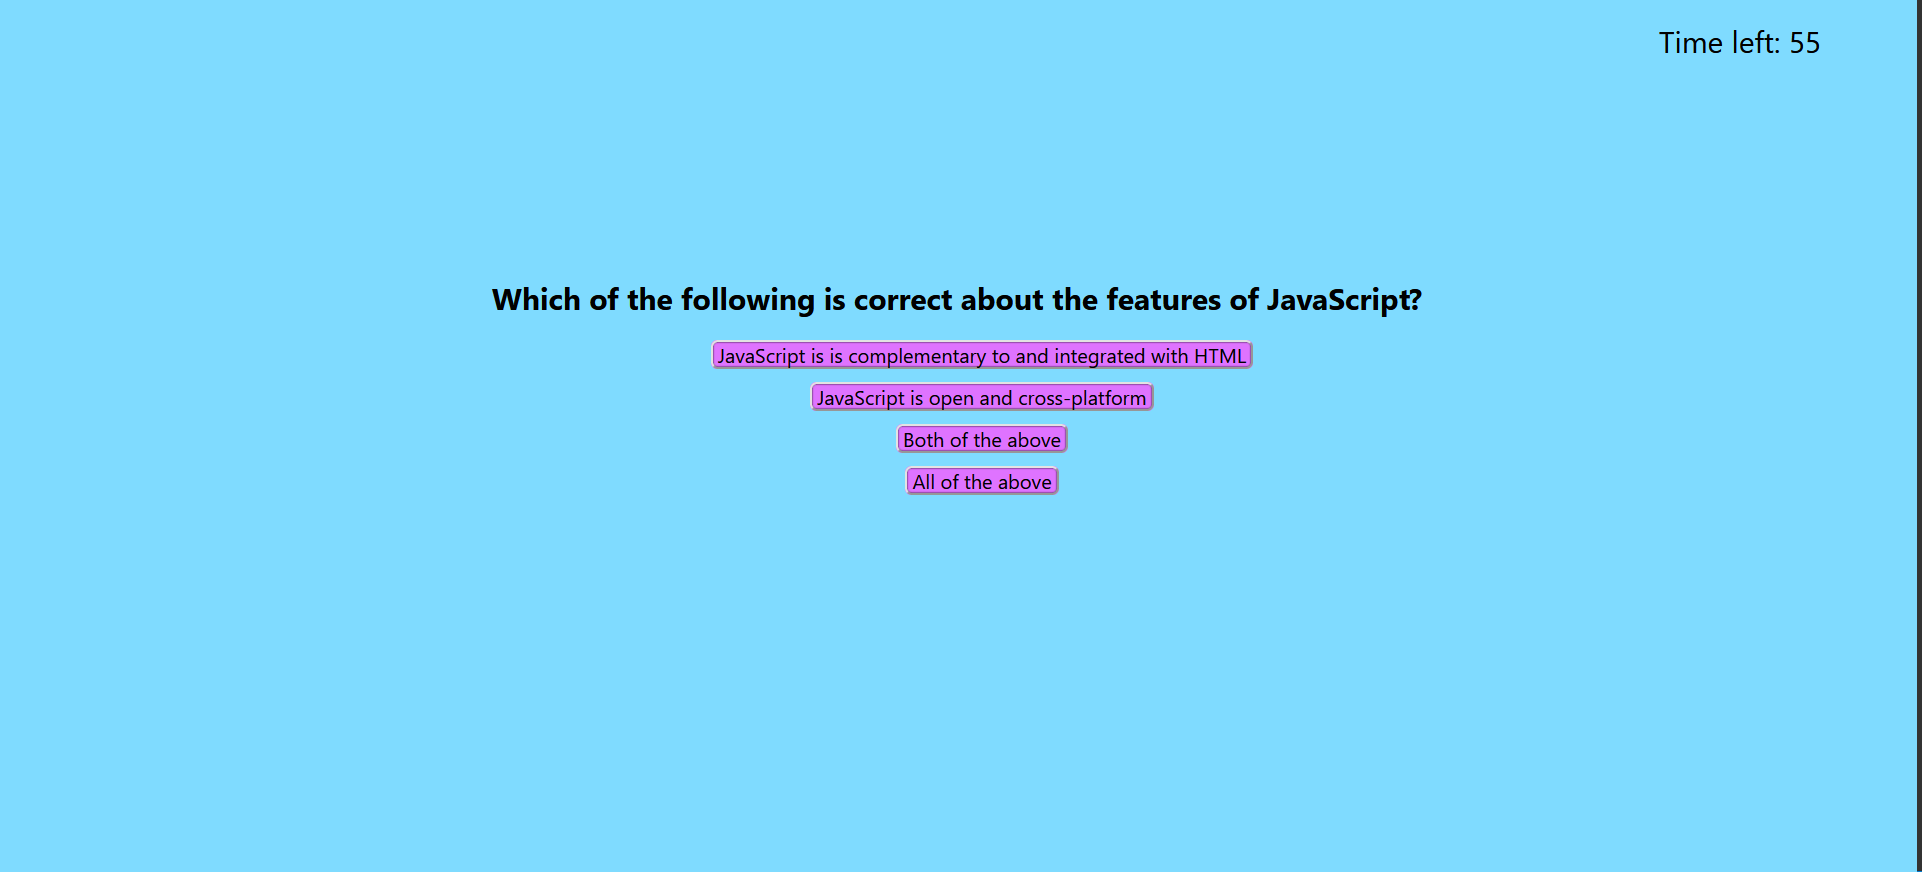 Time left: 55
Which of the following is correct about the features of JavaScript?
JavaScript is is complementary to and integrated with HTML
JavaScript is open and cross-platform
Both of the above
All of the above